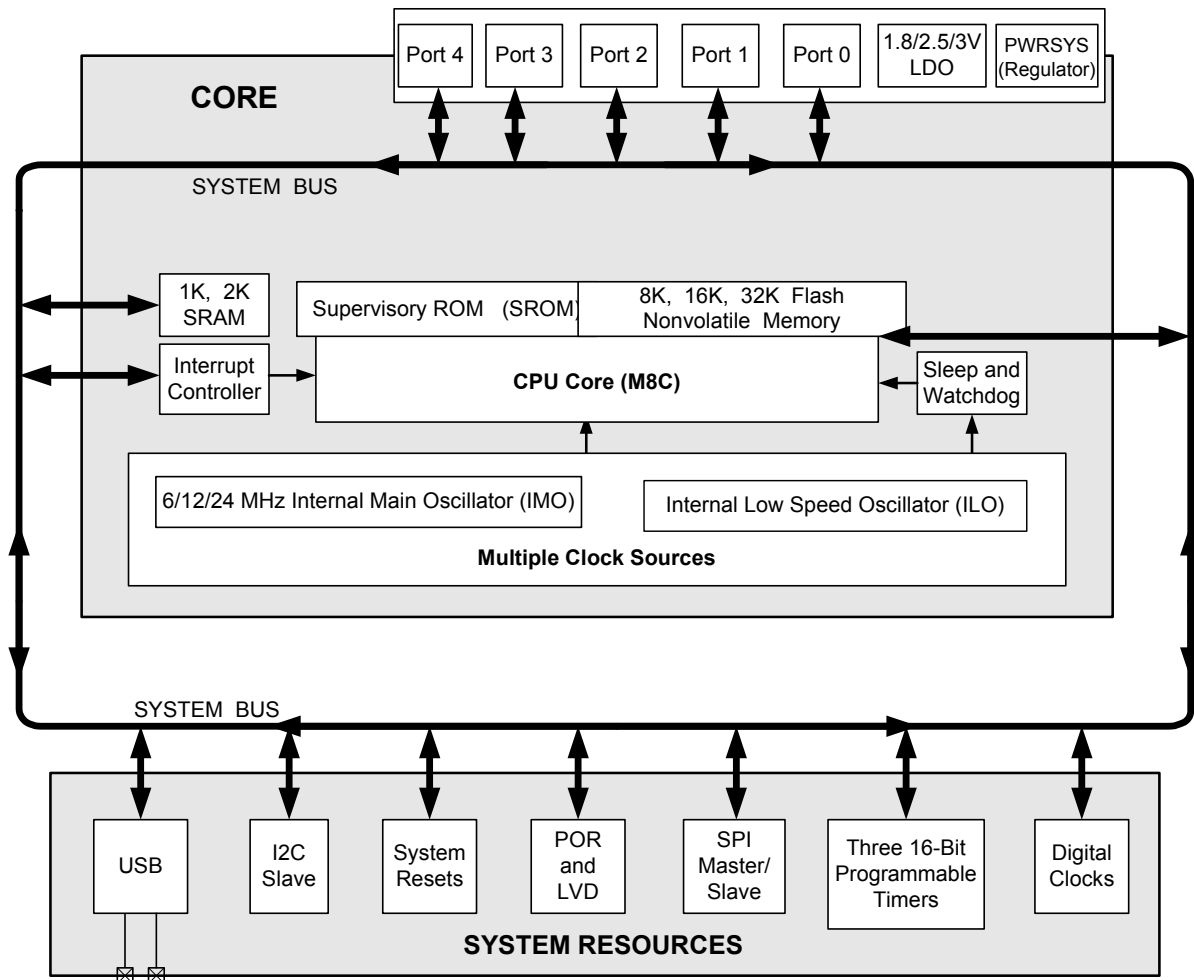 Port 4
Port 3
Port 2
Port 1
Port 0
1.8/2.5/3V
LDO
PWRSYS
(Regulator)
CORE
SYSTEM BUS
1K, 2K
SRAM
Supervisory ROM (SROM)
8K, 16K, 32K Flash
Nonvolatile Memory
Interrupt
Controller
CPU Core (M8C)
Sleep and
Watchdog
6/12/24 MHz Internal Main Oscillator (IMO)
Internal Low Speed Oscillator (ILO)
Multiple Clock Sources
SYSTEM BUS
USB
I2C
Slave
System
Resets
POR
and
LVD
SPI
Master/
Slave
Three 16-Bit
Programmable
Timers
Digital
Clocks
SYSTEM RESOURCES